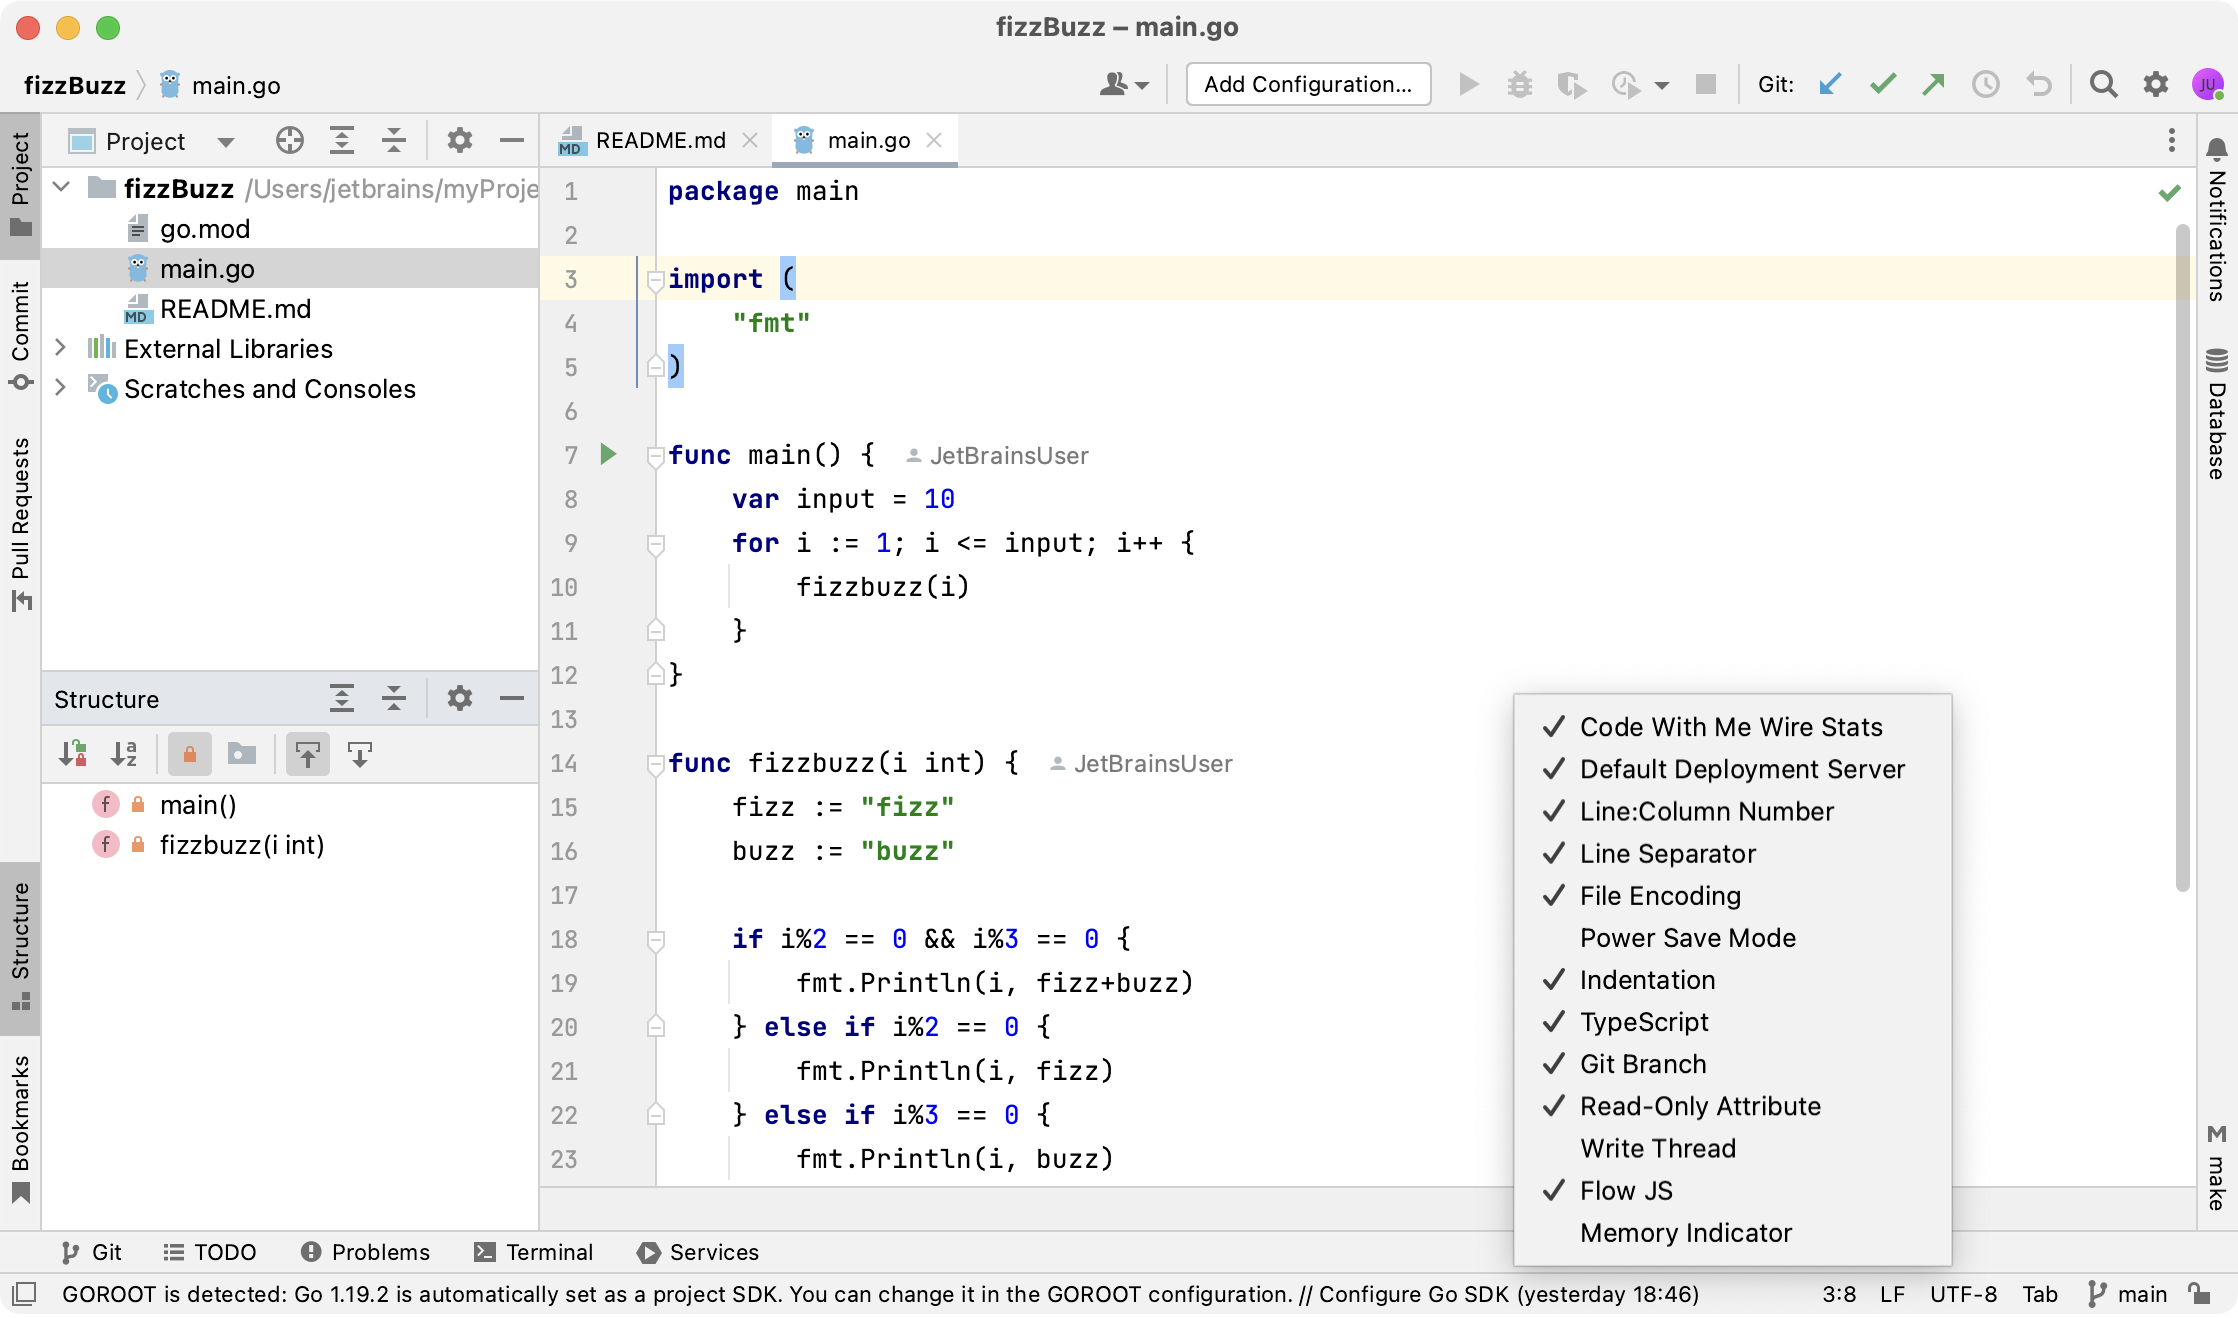 fizzBuzz – main.go
fizzBuzz main.go
Add Configuration...
Git:
JU
Project
Commit
Pull Requests
Structure
Bookmarks
Project
fizzBuzz /Users/jetbrains/myProje
go.mod
main.go
MD README.md
External Libraries
Scratches and Consoles
Structure
f main()
f fizzbuzz(i int)
MD README.md
main.go
1 package main
2
3 import (
4 "fmt"
5 )
6
7 func main() { JetBrainsUser
8 var input = 10
9 for i := 1; i <= input; i++ {
10 fizzbuzz(i)
11 }
12 }
13
14 func fizzbuzz(i int) { JetBrainsUser
15 fizz := "fizz"
16 buzz := "buzz"
17
18 if i%2 == 0 && i%3 == 0 {
19 fmt.Println(i, fizz+buzz)
20 } else if i%2 == 0 {
21 fmt.Println(i, fizz)
22 } else if i%3 == 0 {
23 fmt.Println(i, buzz)
Code With Me Wire Stats
Default Deployment Server
Line:Column Number
Line Separator
File Encoding
Power Save Mode
Indentation
TypeScript
Git Branch
Read-Only Attribute
Write Thread
Flow JS
Memory Indicator
Notifications
Database
M make
Git TODO Problems Terminal Services
GOROOT is detected: Go 1.19.2 is automatically set as a project SDK. You can change it in the GOROOT configuration. // Configure Go SDK (yesterday 18:46) 3:8 LF UTF-8 Tab main